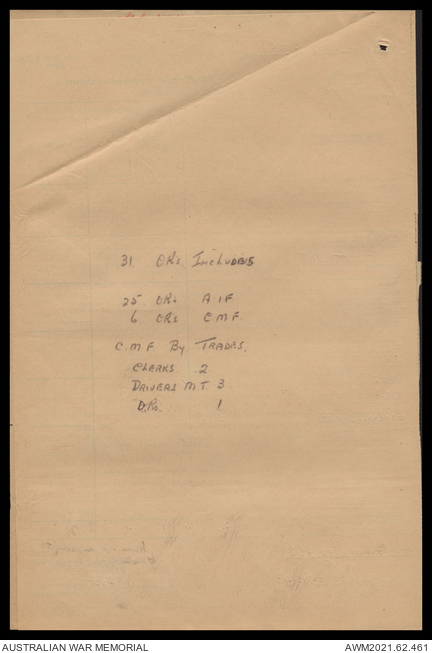 31 ORs INCLUDES
25 ORs A.I.F
6 ORs C.M.F.
C.M.F. By TRADES,
CLERKS 2
DRIVERS M.T. 3
D.Rs. 1
AUSTRALIAN WAR MEMORIAL
AWM2021.62.461